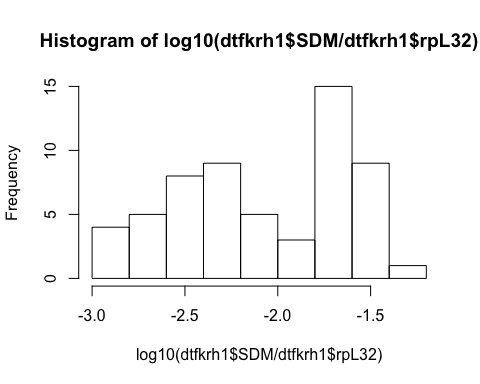 Histogram of log10(dtfkrh1$SDM/dtfkrh1$rpL32)
Frequency
15
10
5
0
-3.0 -2.5 -2.0 -1.5
log10(dtfkrh1$SDM/dtfkrh1$rpL32)